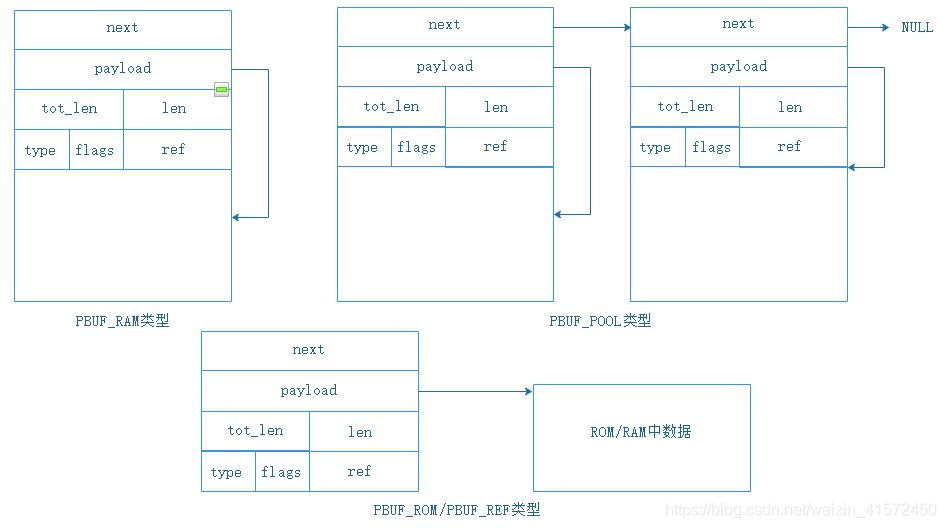 next
payload
tot_len len
type flags ref
PBUF_RAM类型
next
payload
tot_len len
type flags ref
next
payload
tot_len len
type flags ref
NULL
PBUF_POOL类型
next
payload
tot_len len
type flags ref
ROM/RAM中数据
PBUF_ROM/PBUF_REF类型
https://blog.csdn.net/weixin_41572450